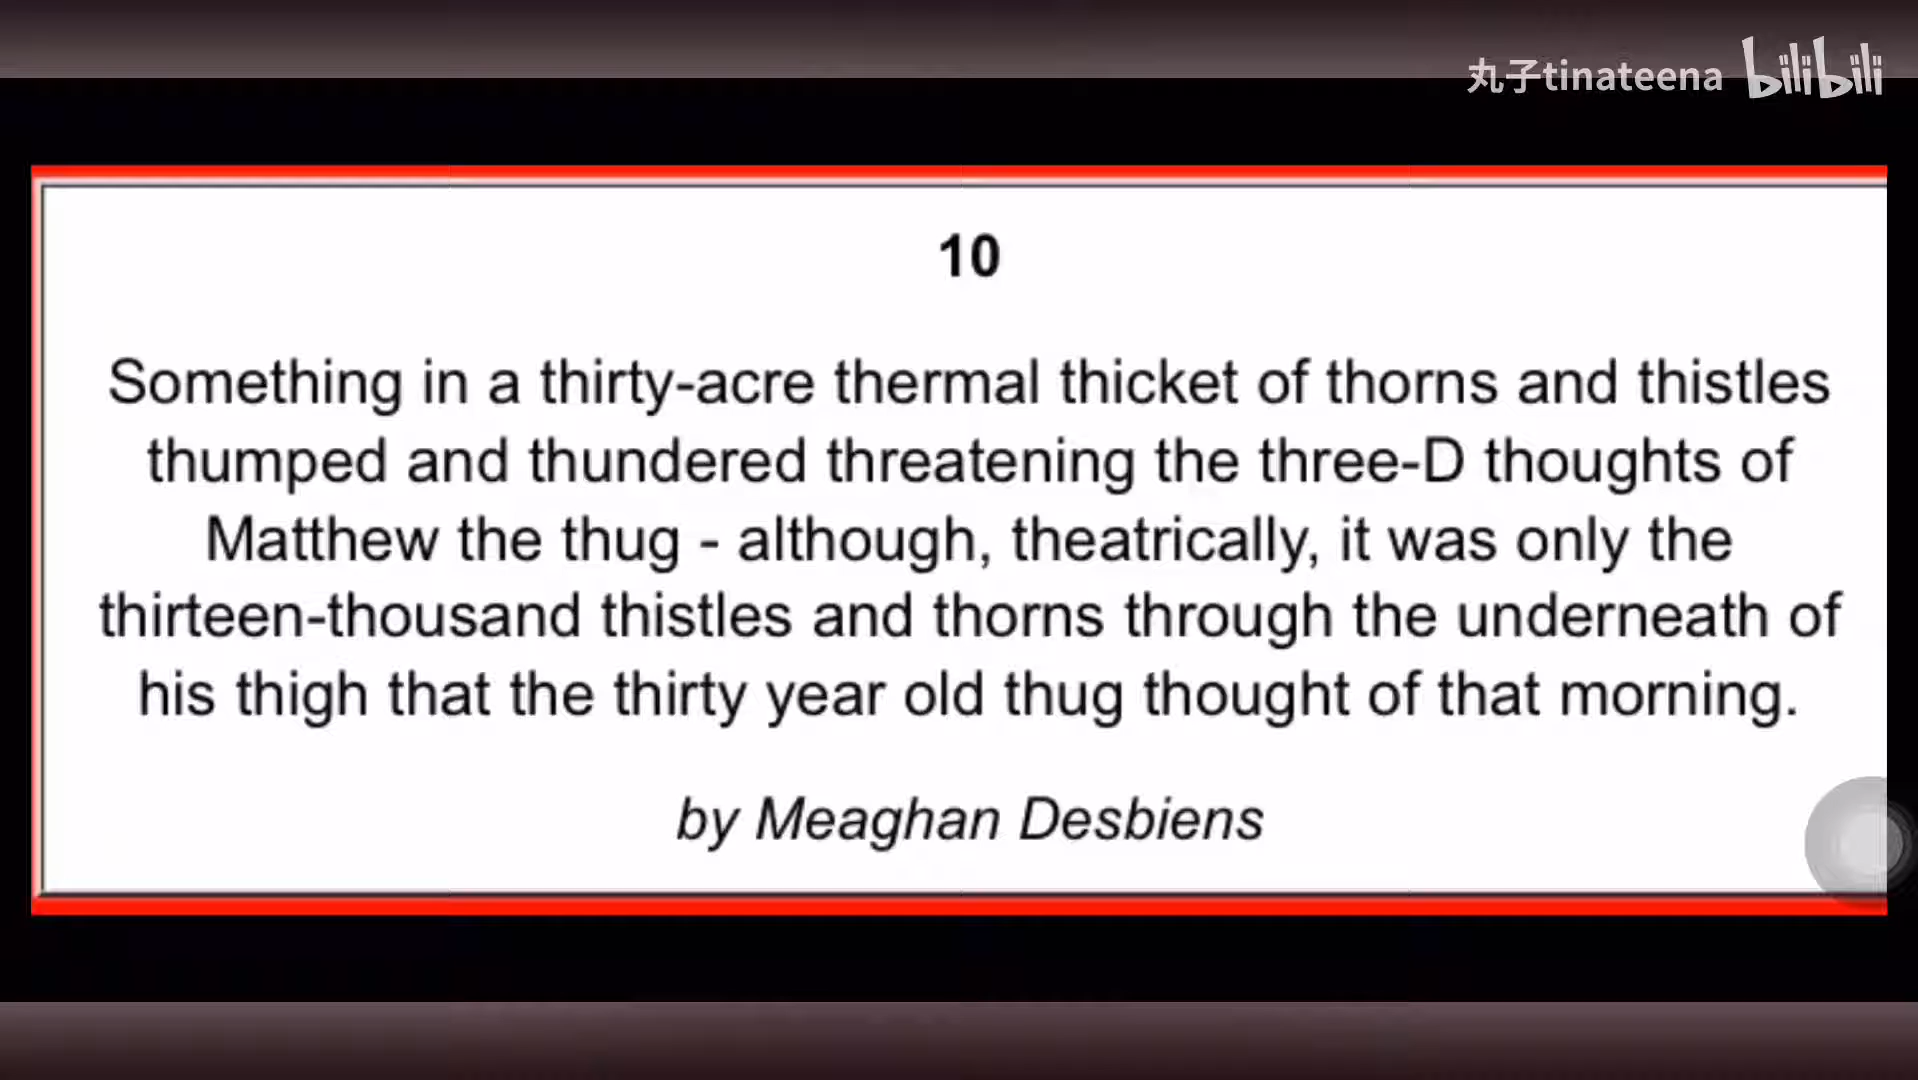 丸子tinateena bilibili
10
Something in a thirty-acre thermal thicket of thorns and thistles
thumped and thundered threatening the three-D thoughts of
Matthew the thug - although, theatrically, it was only the
thirteen-thousand thistles and thorns through the underneath of
his thigh that the thirty year old thug thought of that morning.
by Meaghan Desbiens